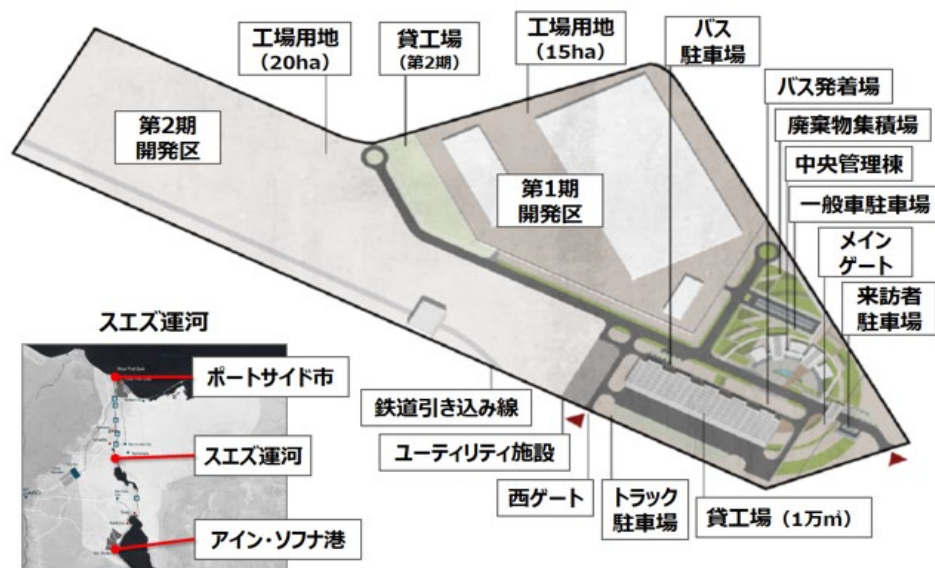 工場用地
(20ha)
貸工場
(第2期)
工場用地
(15ha)
バス
駐車場
バス発着場
廃棄物集積場
中央管理棟
一般車駐車場
メイン
ゲート
来訪者
駐車場
第2期
開発区
第1期
開発区
スエズ運河
ポートサイド市
スエズ運河
アイン・ソフナ港
鉄道引き込み線
ユーティリティ施設
西ゲート
トラック
駐車場
貸工場（1万㎡）